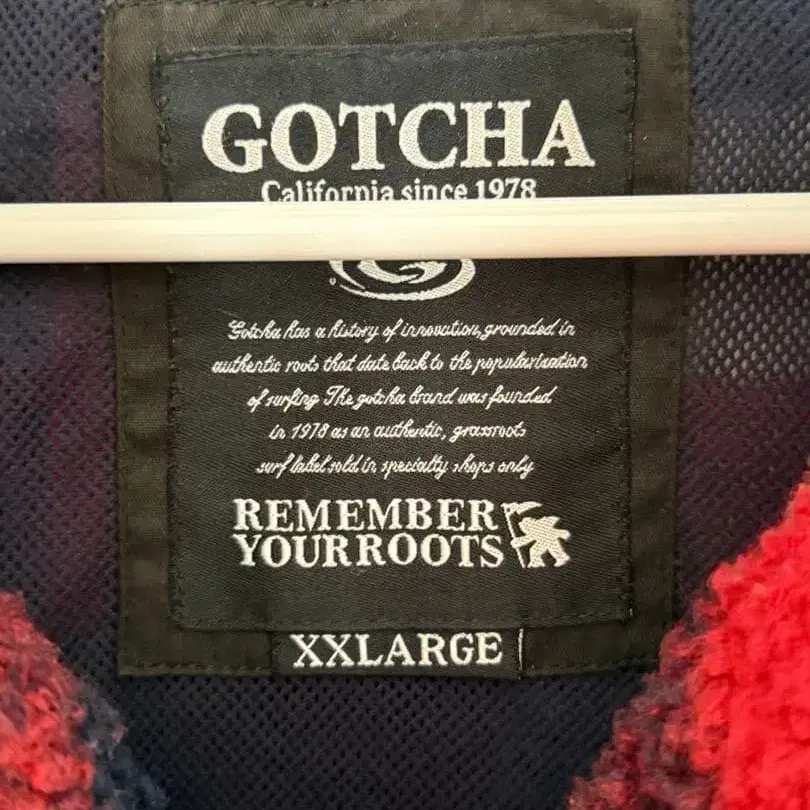 GOTCHA
California since 1978
Gotcha has a history of innovation, grounded in
authentic roots that date back to the popularization
of surfing The gotcha brand was founded
in 1978 as an authentic, grassroots
surf label sold in specialty shops only
REMEMBER
YOUR ROOTS
XXLARGE